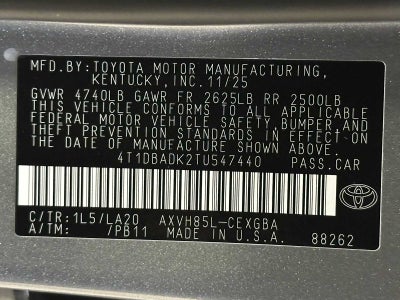 MFD.BY:TOYOTA MOTOR MANUFACTURING,
KENTUCKY,INC.11/25
GVWR 4740LB GAWR FR 2625LB RR 2500LB
THIS VEHICLE CONFORMS TO ALL APPLICABLE
FEDERAL MOTOR VEHICLE SAFETY,BUMPER,AND
THEFT PREVENTION STANDARDS IN EFFECT ON
THE DATE OF MANUFACTURE SHOWN ABOVE.
4T1DBADK2TU547440 PASS.CAR
C/TR:1L5/LA20 AXVH85L-CEXGBA
A/TM: /PB11 MADE IN U.S.A. 88262
TOYOTA